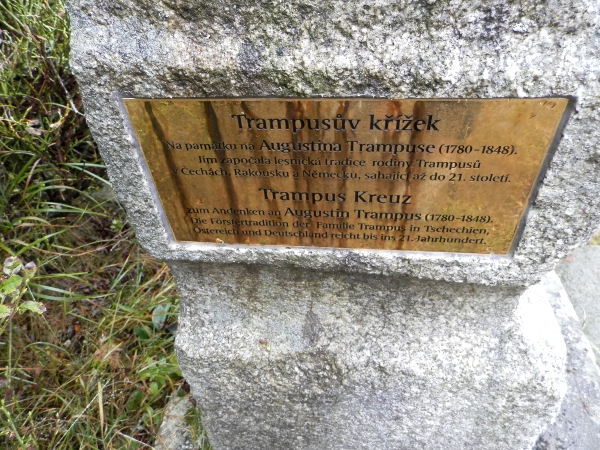 Trampusův křížek
Na památku na Augustina Trampuse (1780-1848).
Jím započala lesnická tradice rodiny Trampusů
v Čechách, Rakousku a Německu, sahající až do 21. století.
Trampus Kreuz
zum Andenken an Augustin Trampus (1780-1848).
Die Förstertradition der Familie Trampus in Tschechien,
Östereich und Deutschland reicht bis ins 21. Jahrhundert.